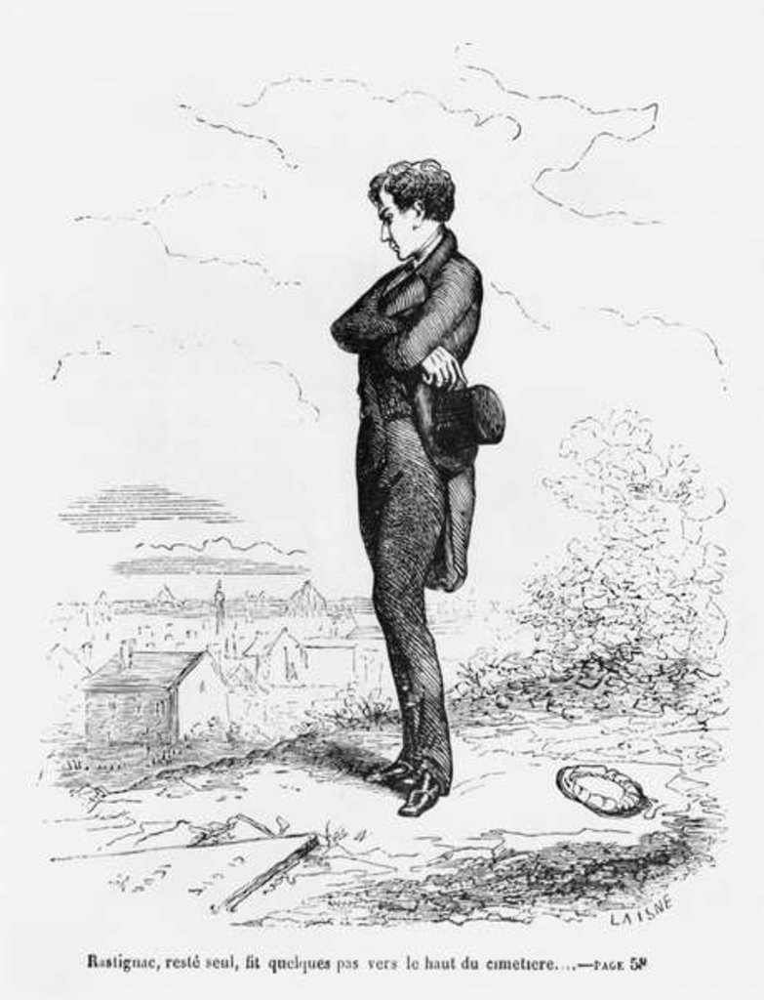 LAISNE
Rastignac, resté seul, fit quelques pas vers le haut du cimetiere....—PAGE 58